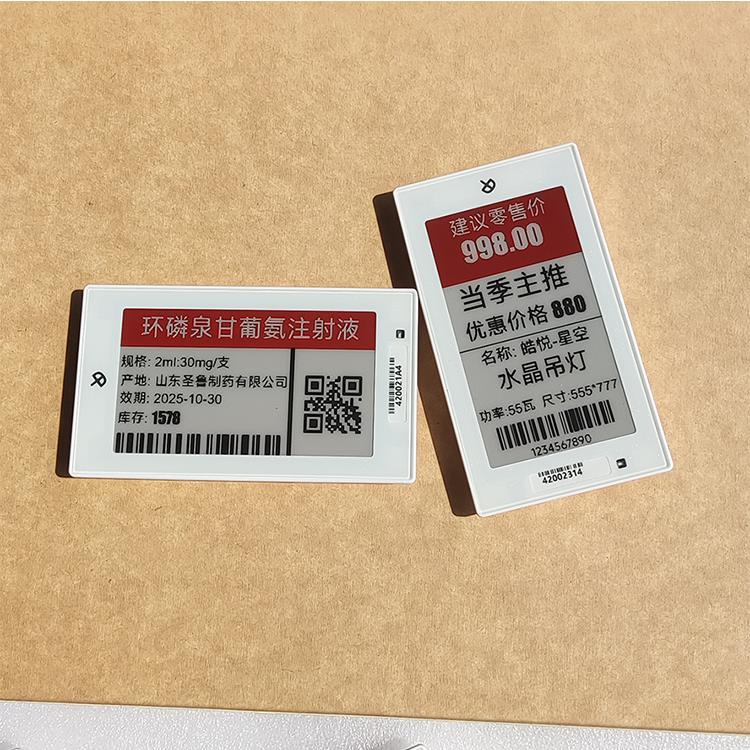 环磷泉甘葡氨注射液
规格: 2ml:30mg/支
产地: 山东圣鲁制药有限公司
效期: 2025-10-30
库存: 1578
420021A4
建议零售价
998.00
当季主推
优惠价格 880
名称: 皓悦-星空
水晶吊灯
功率:55瓦 尺寸:555*777
1234567890
42002314